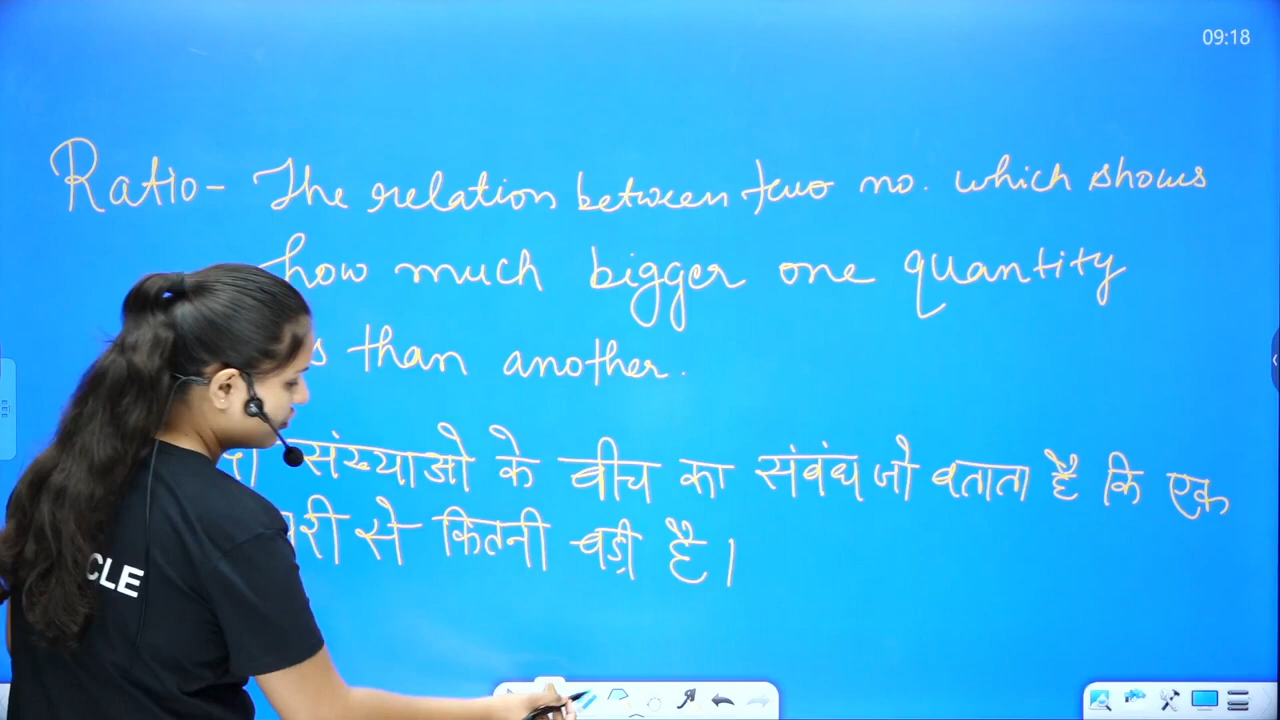 09:18
Ratio- The relation between two no. which shows
how much bigger one quantity
than another.
संख्याओ के बीच का संबंध जो बताता है कि एक
से कितनी बड़ी है।
CLE